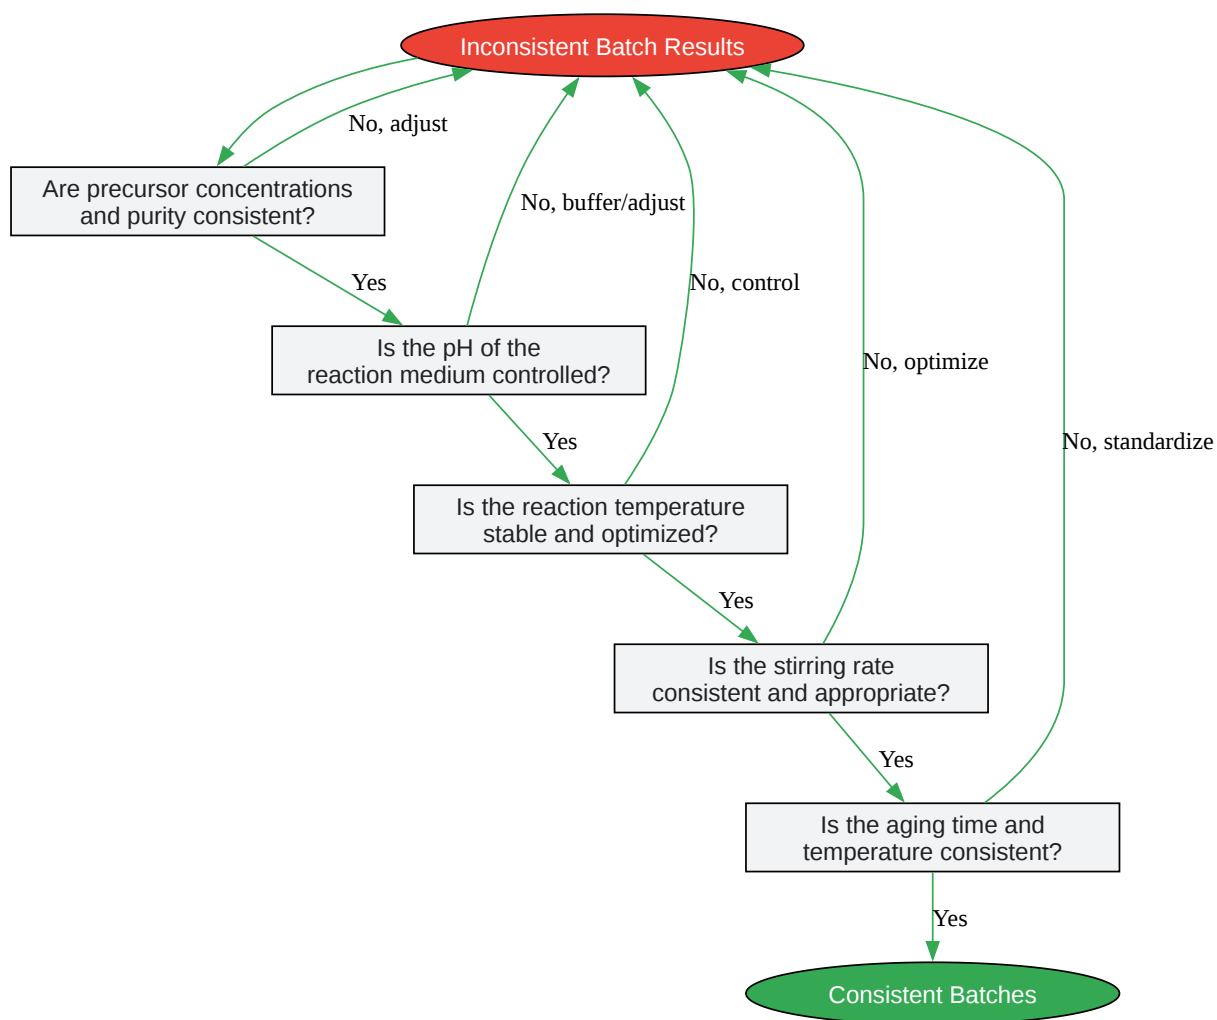 Inconsistent Batch Results
No, adjust
Are precursor concentrations
and purity consistent?
No, buffer/adjust
Yes
No, control
Is the pH of the
reaction medium controlled?
No, optimize
Yes
No, standardize
Is the reaction temperature
stable and optimized?
Yes
Is the stirring rate
consistent and appropriate?
Yes
Is the aging time and
temperature consistent?
Yes
Consistent Batches